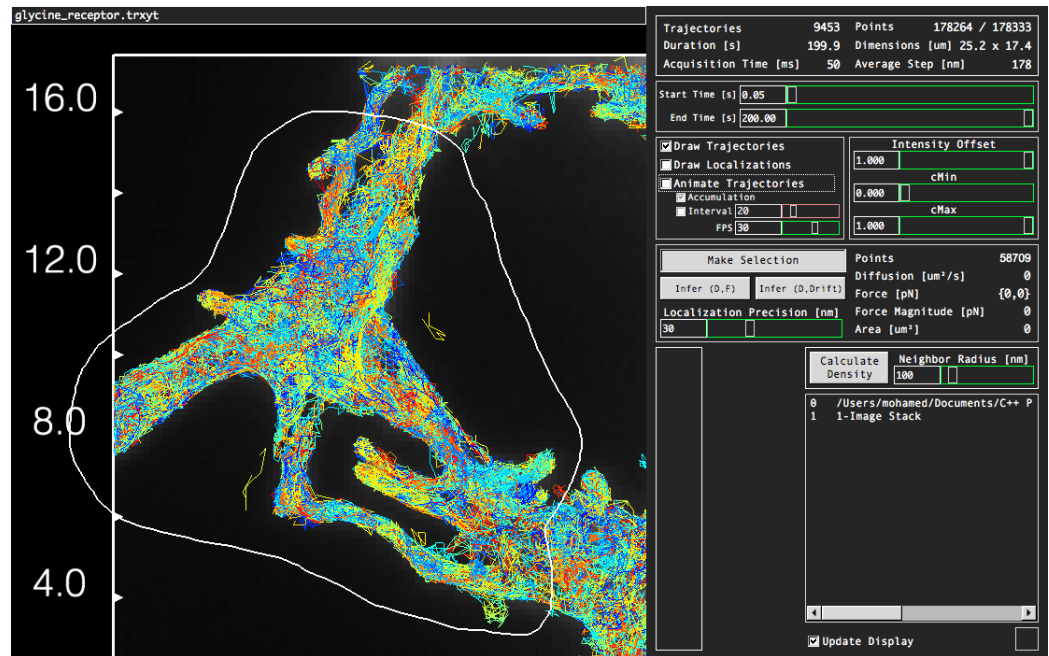 glycine_receptor.trxyt
16.0
12.0
8.0
4.0
Trajectories 9453 Points 178264 / 178333
Duration [s] 199.9 Dimensions [um] 25.2 x 17.4
Acquisition Time [ms] 50 Average Step [nm] 178
Start Time [s] 0.05
End Time [s] 200.00
Draw Trajectories
Draw Localizations
Animate Trajectories
Accumulation
Interval 20
FPS 30
Intensity Offset
1.000
cMin
0.000
cMax
1.000
Make Selection
Infer (D,F) Infer (D,Drift)
Localization Precision [nm]
30
Points 58709
Diffusion [um²/s] 0
Force [pN] {0,0}
Force Magnitude [pN] 0
Area [um²] 0
Calculate Density
Neighbor Radius [nm]
100
0 /Users/mohamed/Documents/C++ P
1 1-Image Stack
Update Display